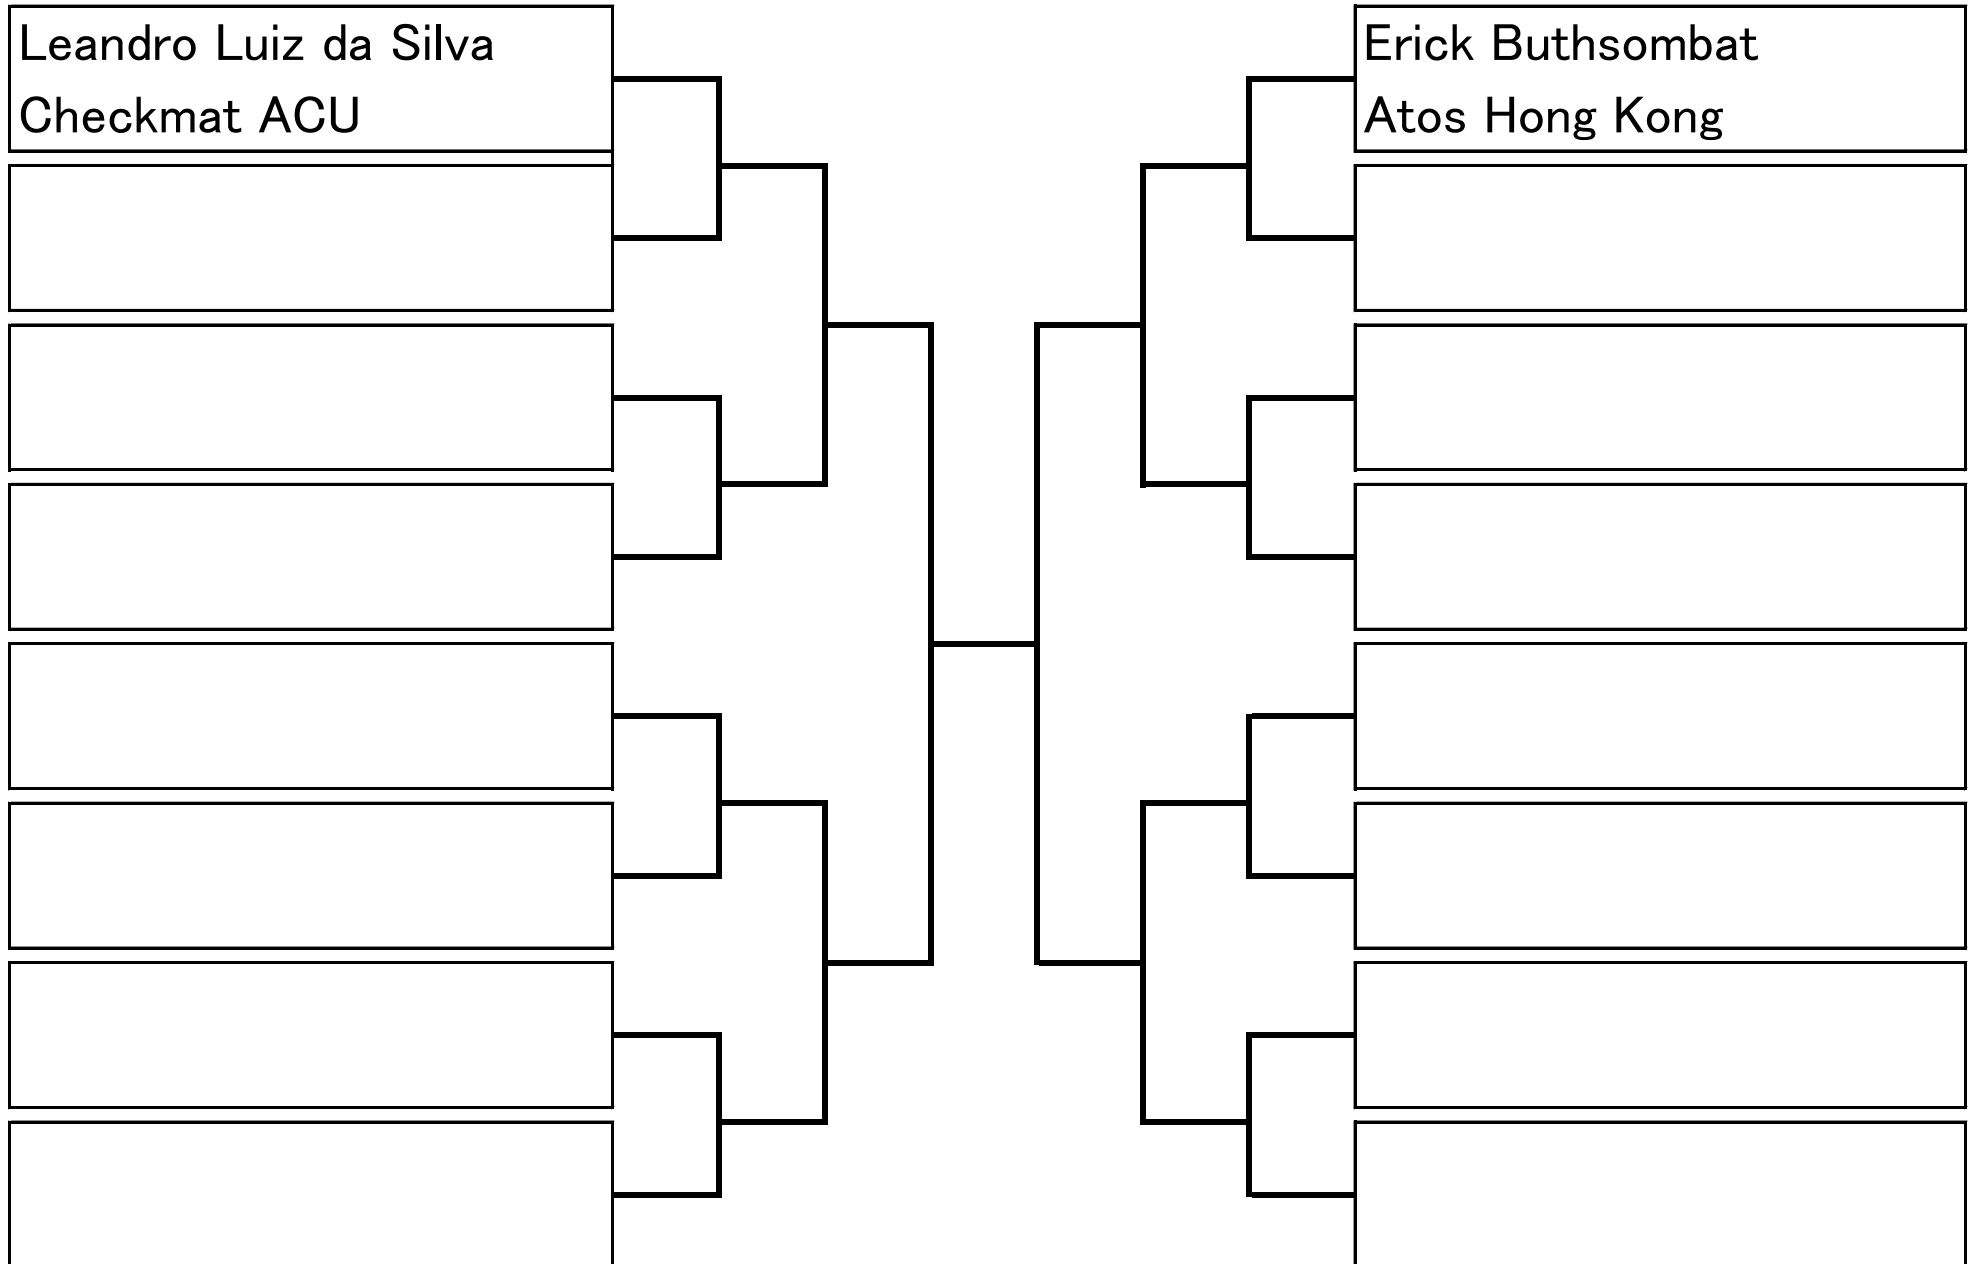 Leandro Luiz da Silva
Checkmat ACU
Erick Buthsombat
Atos Hong Kong